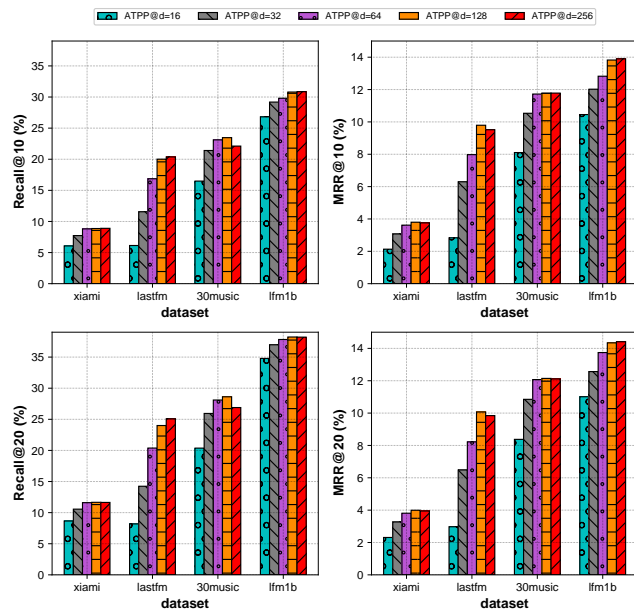 ATPP@d=16 ATPP@d=32 ATPP@d=64 ATPP@d=128 ATPP@d=256
Recall@10 (%)
35
30
25
20
15
10
5
0
xiami lastfm 30music lfm1b
dataset
MRR@10 (%)
14
12
10
8
6
4
2
0
xiami lastfm 30music lfm1b
dataset
Recall@20 (%)
35
30
25
20
15
10
5
0
xiami lastfm 30music lfm1b
dataset
MRR@20 (%)
14
12
10
8
6
4
2
0
xiami lastfm 30music lfm1b
dataset